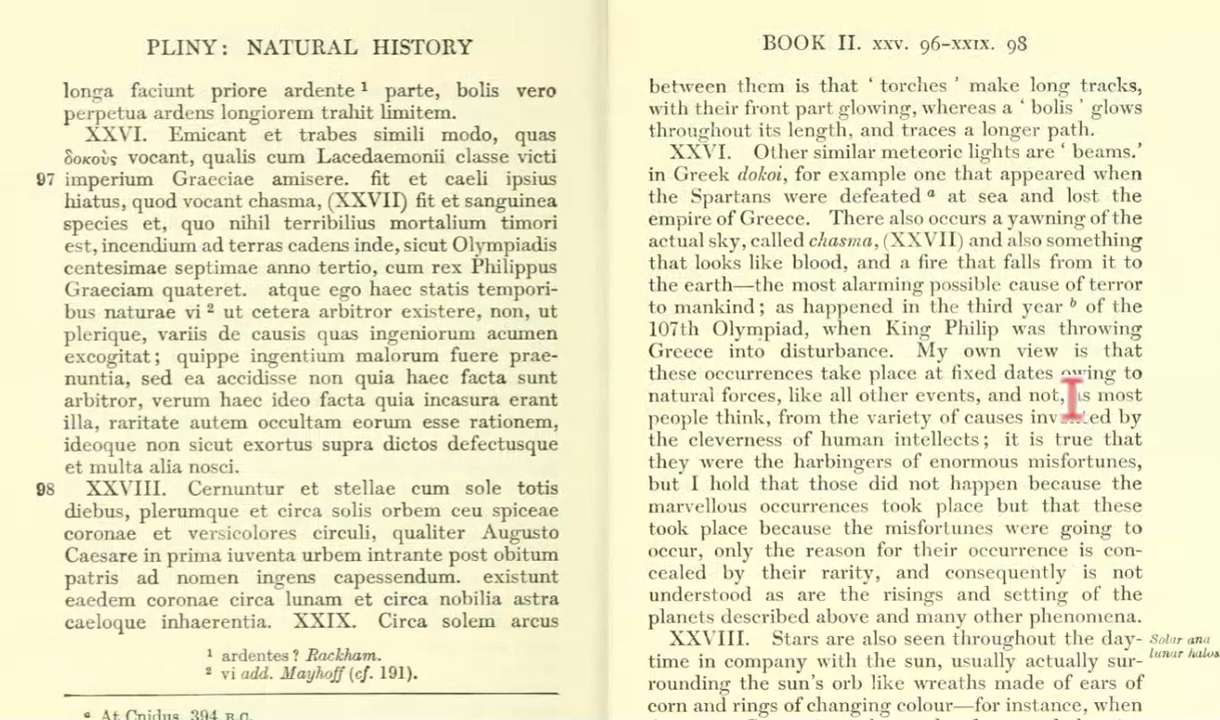 PLINY: NATURAL HISTORY
longa faciunt priore ardente¹ parte, bolis vero
perpetua ardens longiorem trahit limitem.
XXVI. Emicant et trabes simili modo, quas
δοκοὺς vocant, qualis cum Lacedaemonii classe victi
97 imperium Graeciae amisere. fit et caeli ipsius
hiatus, quod vocant chasma, (XXVII) fit et sanguinea
species et, quo nihil terribilius mortalium timori
est, incendium ad terras cadens inde, sicut Olympiadis
centesimae septimae anno tertio, cum rex Philippus
Graeciam quateret. atque ego haec statis tempori-
bus naturae vi² ut cetera arbitror existere, non, ut
plerique, variis de causis quas ingeniorum acumen
excogitat; quippe ingentium malorum fuere prae-
nuntia, sed ea accidisse non quia haec facta sunt
arbitror, verum haec ideo facta quia incasura erant
illa, raritate autem occultam eorum esse rationem,
ideoque non sicut exortus supra dictos defectusque
et multa alia nosci.
98 XXVIII. Cernuntur et stellae cum sole totis
diebus, plerumque et circa solis orbem ceu spiceae
coronae et versicolores circuli, qualiter Augusto
Caesare in prima iuventa urbem intrante post obitum
patris ad nomen ingens capessendum. existunt
eaedem coronae circa lunam et circa nobilia astra
caeloque inhaerentia. XXIX. Circa solem arcus
¹ ardentes? Rackham.
² vi add. Mayhoff (cf. 191).
ᵃ At Cnidus, 394 B.C.
BOOK II. XXV. 96–XXIX. 98
between them is that ‘ torches ’ make long tracks,
with their front part glowing, whereas a ‘ bolis ’ glows
throughout its length, and traces a longer path.
XXVI. Other similar meteoric lights are ‘ beams.’
in Greek dokoi, for example one that appeared when
the Spartans were defeated ᵃ at sea and lost the
empire of Greece. There also occurs a yawning of the
actual sky, called chasma, (XXVII) and also something
that looks like blood, and a fire that falls from it to
the earth—the most alarming possible cause of terror
to mankind; as happened in the third year ᵇ of the
107th Olympiad, when King Philip was throwing
Greece into disturbance. My own view is that
these occurrences take place at fixed dates owing to
natural forces, like all other events, and not, as most
people think, from the variety of causes invented by
the cleverness of human intellects; it is true that
they were the harbingers of enormous misfortunes,
but I hold that those did not happen because the
marvellous occurrences took place but that these
took place because the misfortunes were going to
occur, only the reason for their occurrence is con-
cealed by their rarity, and consequently is not
understood as are the risings and setting of the
planets described above and many other phenomena.
XXVIII. Stars are also seen throughout the day- Solar and
time in company with the sun, usually actually sur- lunar halos
rounding the sun's orb like wreaths made of ears of
corn and rings of changing colour—for instance, when